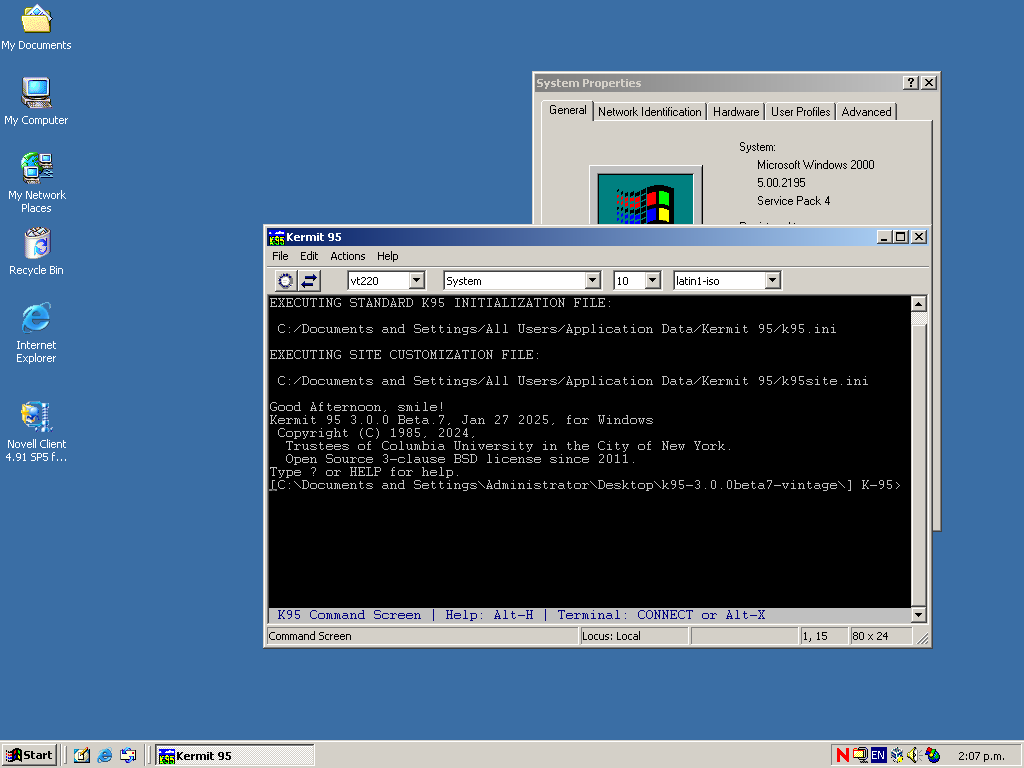 My Documents
My Computer
My Network
Places
Recycle Bin
Internet
Explorer
Novell Client
4.91 SP5 f...
System Properties
General
Network Identification
Hardware
User Profiles
Advanced
System:
Microsoft Windows 2000
5.00.2195
Service Pack 4
Kermit 95
File Edit Actions Help
vt220
System
10
latin1-iso
EXECUTING STANDARD K95 INITIALIZATION FILE:
C:/Documents and Settings/All Users/Application Data/Kermit 95/k95.ini
EXECUTING SITE CUSTOMIZATION FILE:
C:/Documents and Settings/All Users/Application Data/Kermit 95/k95site.ini
Good Afternoon, smile!
Kermit 95 3.0.0 Beta.7, Jan 27 2025, for Windows
Copyright (C) 1985, 2024,
Trustees of Columbia University in the City of New York.
Open Source 3-clause BSD license since 2011.
Type ? or HELP for help.
[C:\Documents and Settings\Administrator\Desktop\k95-3.0.0beta7-vintage\] K-95>
K95 Command Screen | Help: Alt-H | Terminal: CONNECT or Alt-X
Command Screen
Locus: Local
1, 15
80 x 24
Start
Kermit 95
EN
2:07 p.m.